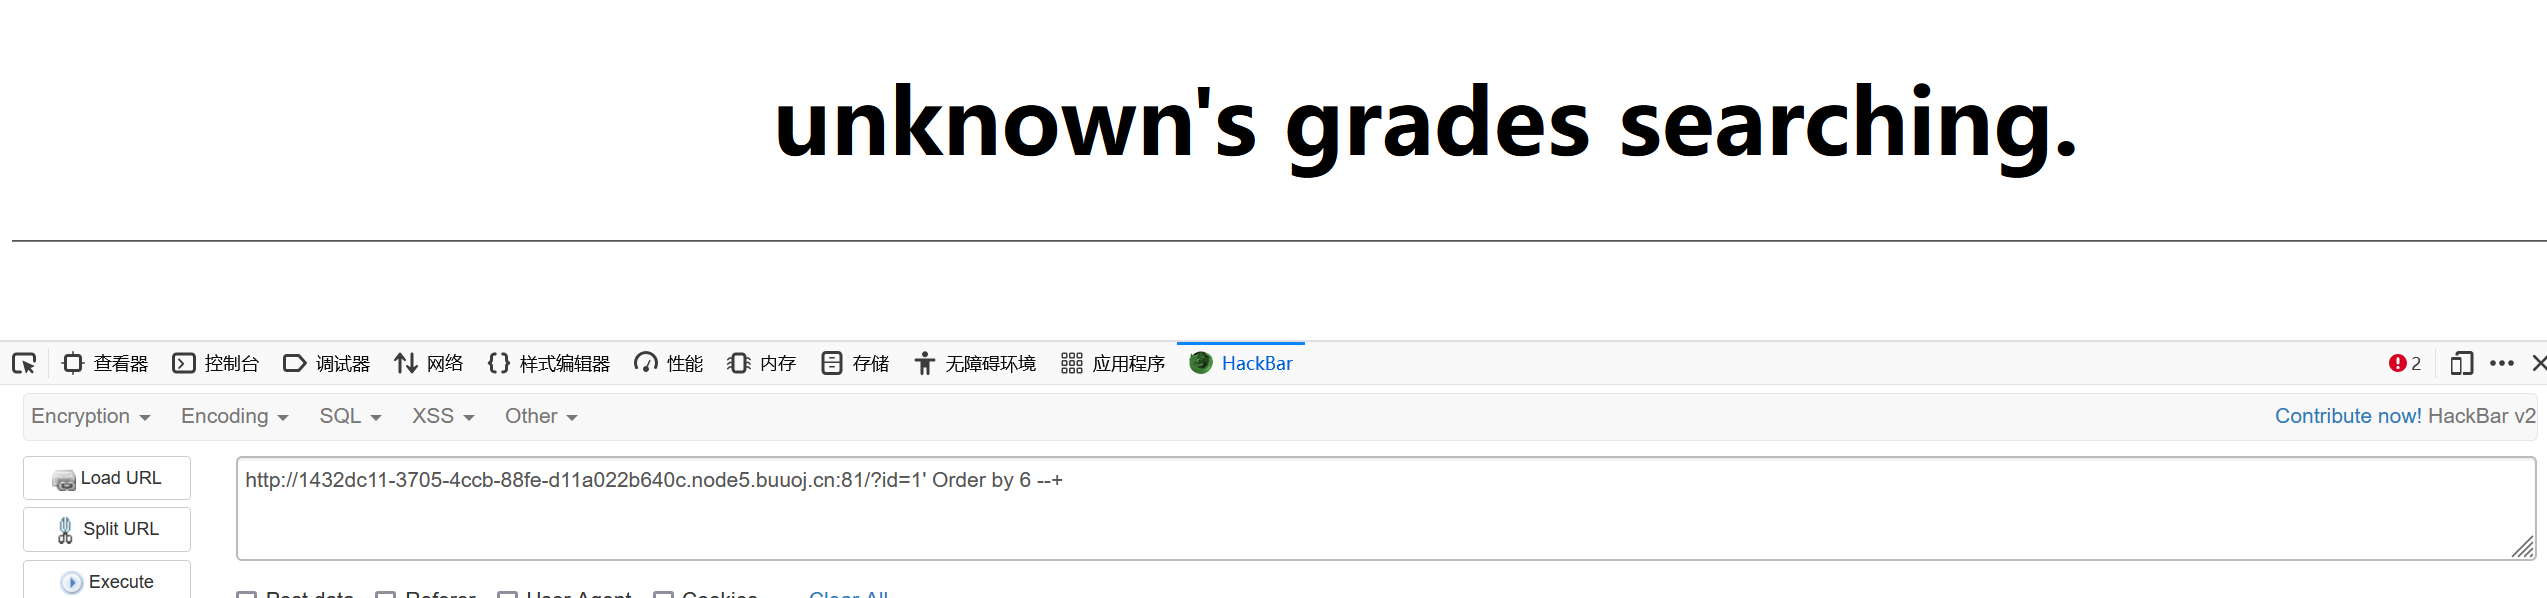 unknown's grades searching.
查看器 控制台 调试器 网络 样式编辑器 性能 内存 存储 无障碍环境 应用程序 HackBar 2
Encryption Encoding SQL XSS Other Contribute now! HackBar v2
Load URL http://1432dc11-3705-4ccb-88fe-d11a022b640c.node5.buuoj.cn:81/?id=1' Order by 6 --+
Split URL
Execute
Post data Referer User Agent Cookies Clear All